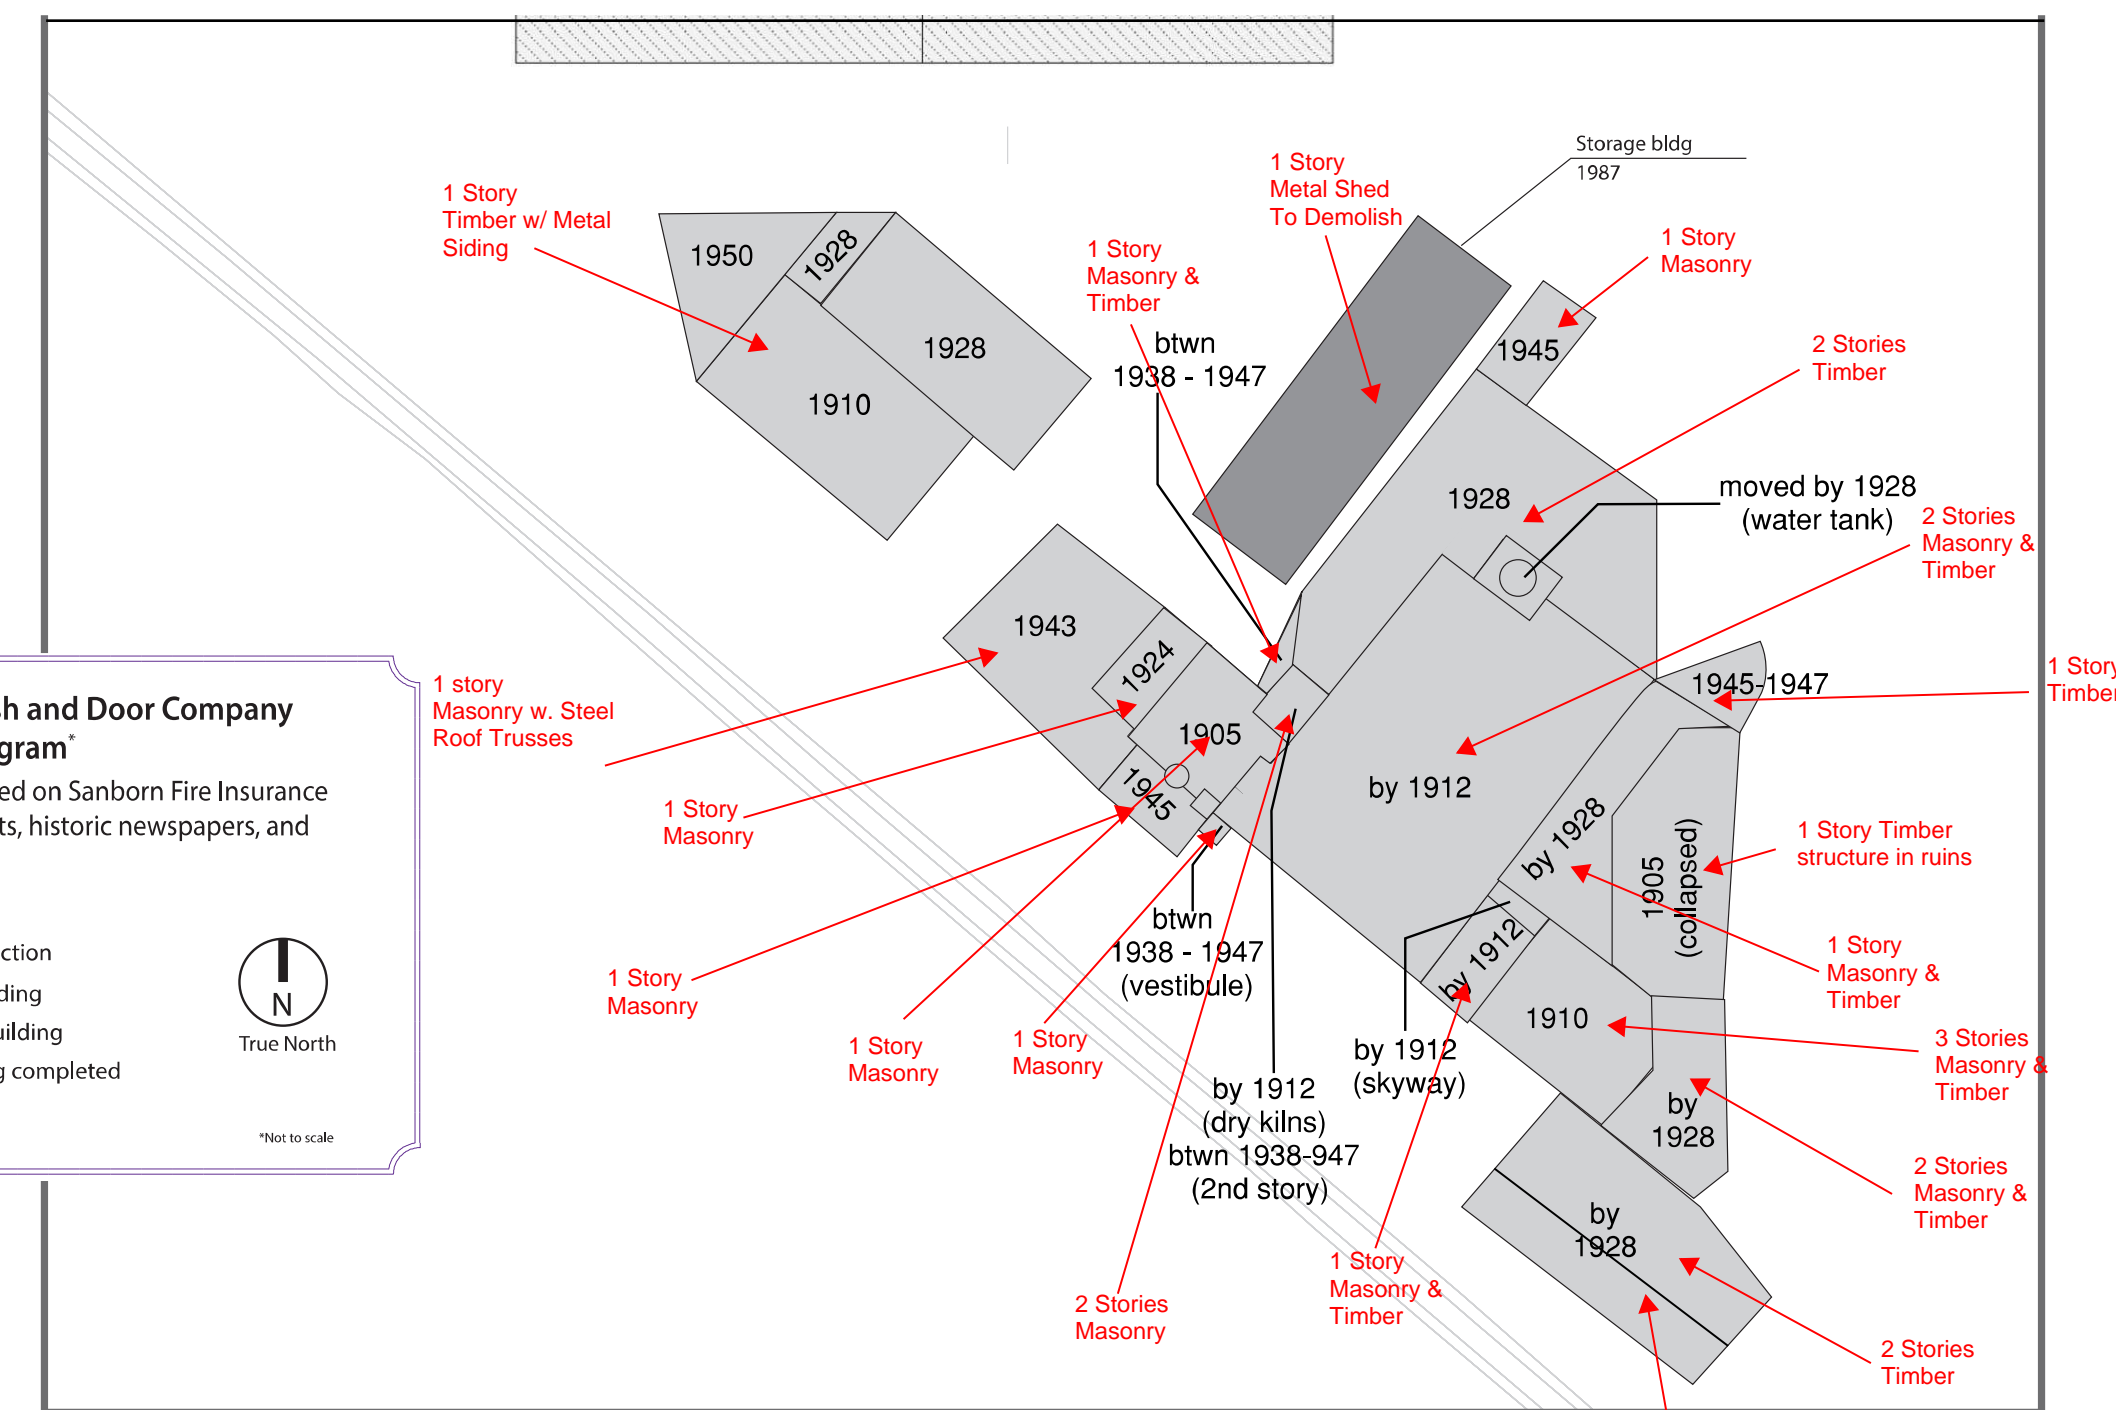 Storage bldg
1987
1 Story
Metal Shed
To Demolish
1 Story
Timber w/ Metal
Siding
1 Story
Masonry &
Timber
1 Story
Masonry
1950
1928
1928
1910
btwn
1938 - 1947
1945
2 Stories
Timber
1928
moved by 1928
(water tank)
2 Stories
Masonry &
Timber
1943
1924
1905
1945
1 story
Masonry w. Steel
Roof Trusses
1945-1947
1 Story
Timber
by 1912
1 Story
Masonry
by 1928
1905
(collapsed)
1 Story Timber
structure in ruins
btwn
1938 - 1947
(vestibule)
by 1912
1 Story
Masonry &
Timber
1 Story
Masonry
1 Story
Masonry
1 Story
Masonry
1910
by 1912
(skyway)
3 Stories
Masonry &
Timber
by 1912
(dry kilns)
btwn 1938-947
(2nd story)
by
1928
2 Stories
Masonry &
Timber
by
1928
1 Story
Masonry &
Timber
2 Stories
Masonry
2 Stories
Timber
sh and Door Company
gram*
ed on Sanborn Fire Insurance
ts, historic newspapers, and
ction
ding
uilding
g completed
N
True North
*Not to scale